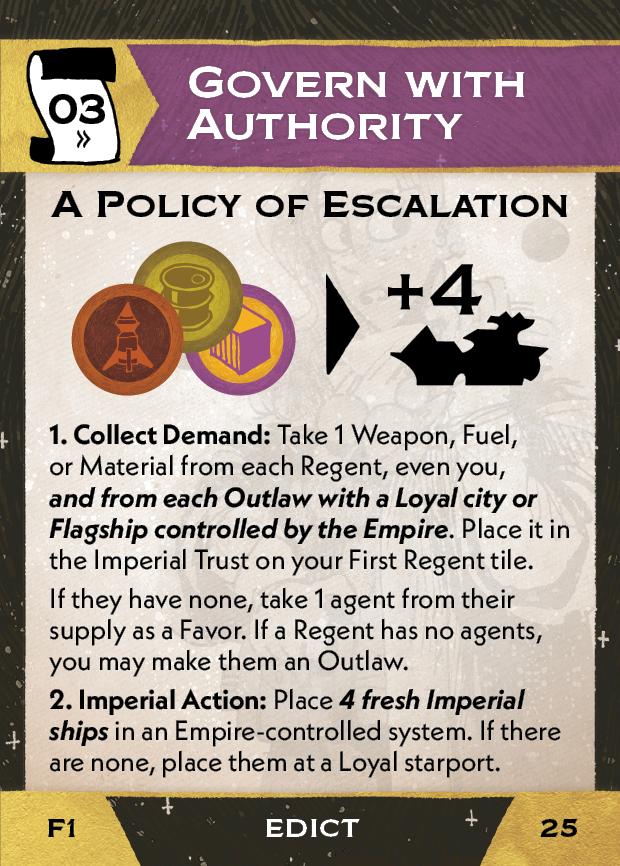 03
»
GOVERN WITH
AUTHORITY
A POLICY OF ESCALATION
+4
1. Collect Demand: Take 1 Weapon, Fuel,
or Material from each Regent, even you,
and from each Outlaw with a Loyal city or
Flagship controlled by the Empire. Place it in
the Imperial Trust on your First Regent tile.
If they have none, take 1 agent from their
supply as a Favor. If a Regent has no agents,
you may make them an Outlaw.
2. Imperial Action: Place 4 fresh Imperial
ships in an Empire-controlled system. If there
are none, place them at a Loyal starport.
F1
EDICT
25